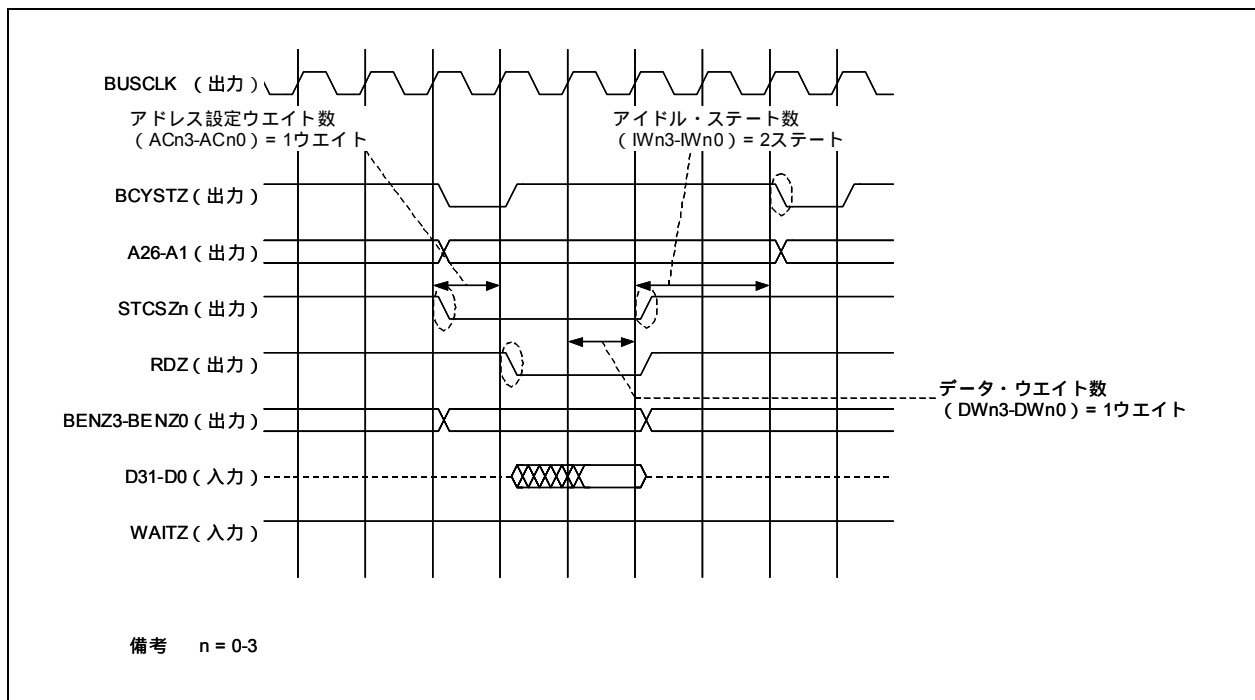 BUSCLK （出力）
アドレス設定ウエイト数
（ACn3-ACn0）= 1ウエイト
アイドル・ステート数
（IWn3-IWn0）= 2ステート
BCYSTZ（出力）
A26-A1（出力）
STCSZn（出力）
RDZ（出力）
データ・ウエイト数
（DWn3-DWn0）= 1ウエイト
BENZ3-BENZ0（出力）
D31-D0（入力）
WAITZ（入力）
備考 n = 0-3